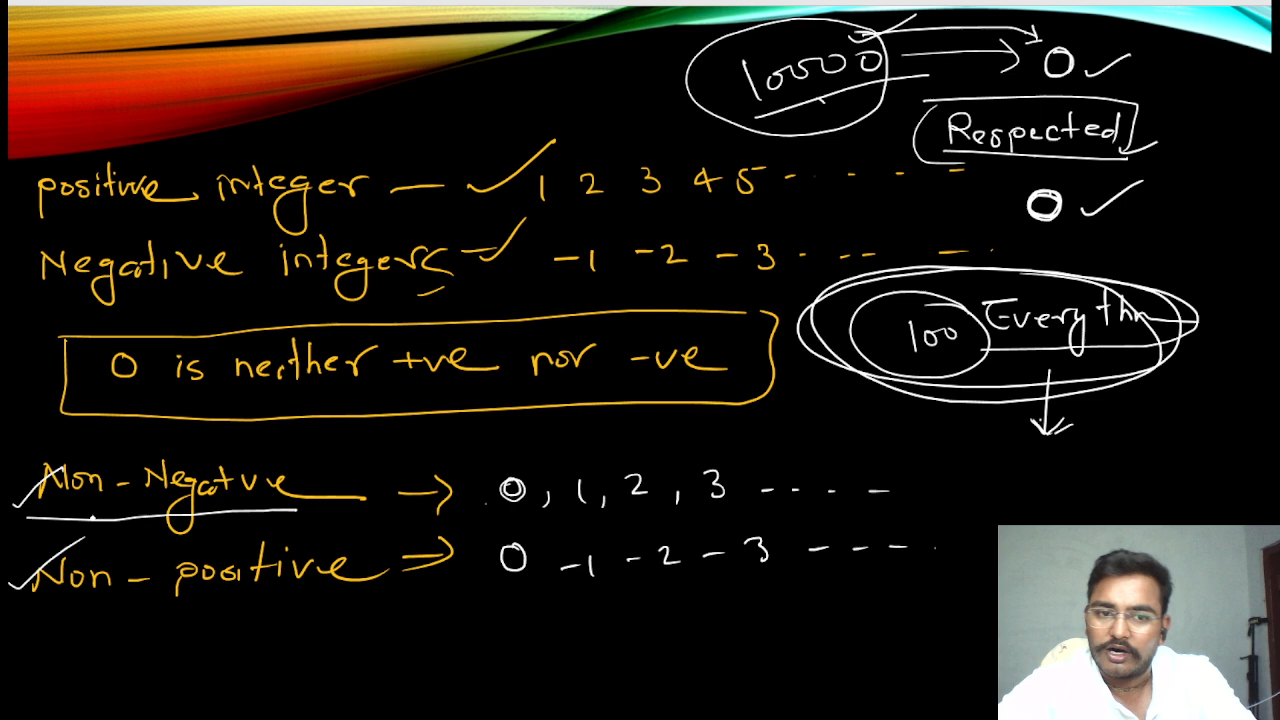 10000 → 0 ✓
Respected
positive integer — ✓ 1 2 3 4 5 - - - - -
0 ✓
Negative integers - ✓ -1 -2 -3 - - - - -
100 Everythn
0 is neither +ve nor -ve
Non-Negatve → 0, 1, 2, 3 - - - -
Non-positive → 0 -1 -2 -3 - - -